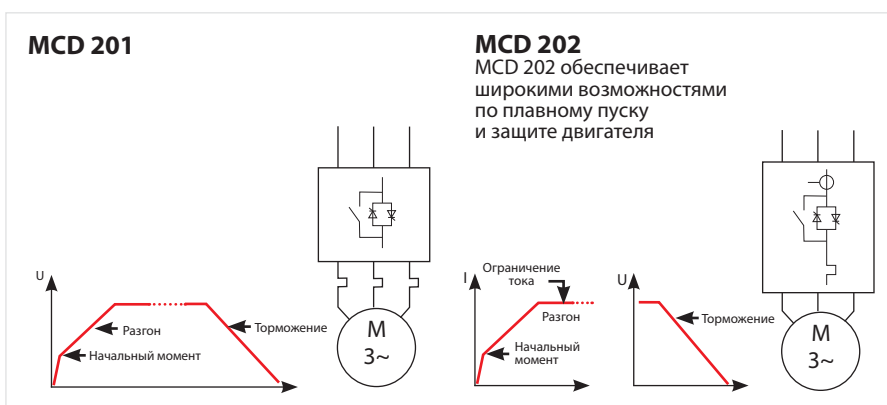 MCD 201
U
Разгон
Начальный момент
Торможение
M
3~
MCD 202
MCD 202 обеспечивает
широкими возможностями
по плавному пуску
и защите двигателя
I
Ограничение
тока
Разгон
Начальный
момент
U
Торможение
M
3~